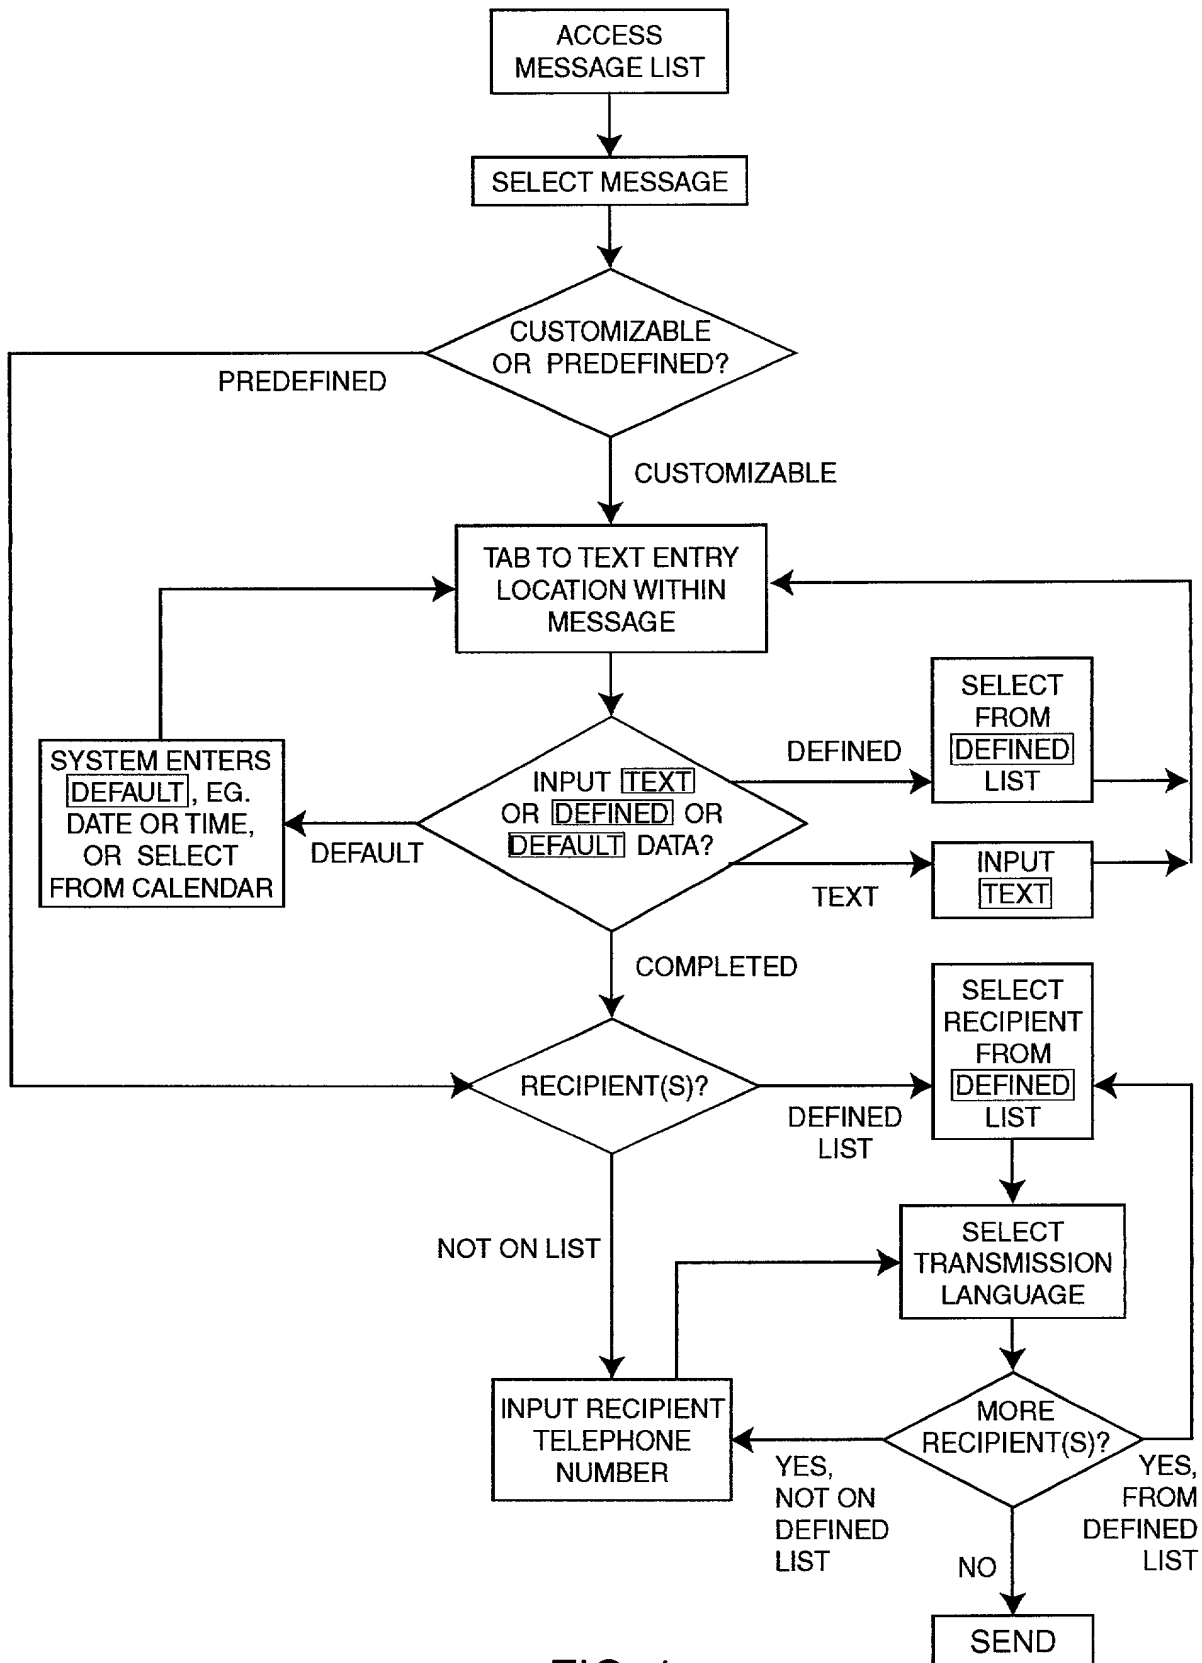 ACCESS
MESSAGE LIST
SELECT MESSAGE
CUSTOMIZABLE
OR PREDEFINED?
PREDEFINED
CUSTOMIZABLE
TAB TO TEXT ENTRY
LOCATION WITHIN
MESSAGE
SYSTEM ENTERS
DEFAULT, EG.
DATE OR TIME,
OR SELECT
FROM CALENDAR
DEFAULT
INPUT TEXT
OR DEFINED OR
DEFAULT DATA?
DEFINED
SELECT
FROM
DEFINED
LIST
TEXT
INPUT
TEXT
COMPLETED
RECIPIENT(S)?
DEFINED
LIST
SELECT
RECIPIENT
FROM
DEFINED
LIST
NOT ON LIST
SELECT
TRANSMISSION
LANGUAGE
INPUT RECIPIENT
TELEPHONE
NUMBER
MORE
RECIPIENT(S)?
YES,
NOT ON
DEFINED
LIST
YES,
FROM
DEFINED
LIST
NO
SEND